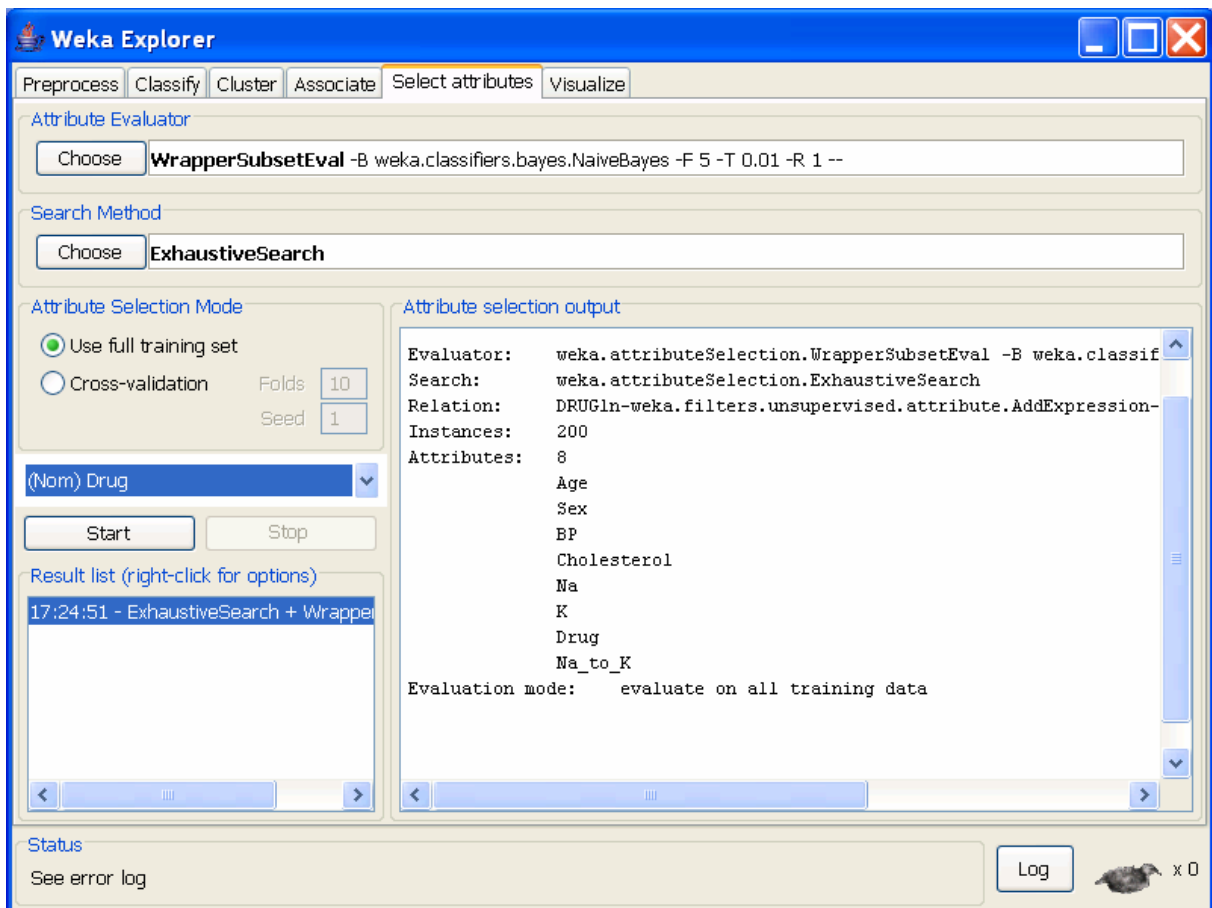 Weka Explorer
Preprocess Classify Cluster Associate Select attributes Visualize
Attribute Evaluator
Choose WrapperSubsetEval -B weka.classifiers.bayes.NaiveBayes -F 5 -T 0.01 -R 1 --
Search Method
Choose ExhaustiveSearch
Attribute Selection Mode
Use full training set
Cross-validation Folds 10
Seed 1
(Nom) Drug
Start Stop
Result list (right-click for options)
17:24:51 - ExhaustiveSearch + Wrapper
Attribute selection output
Evaluator: weka.attributeSelection.WrapperSubsetEval -B weka.classif
Search: weka.attributeSelection.ExhaustiveSearch
Relation: DRUG1n-weka.filters.unsupervised.attribute.AddExpression-
Instances: 200
Attributes: 8
Age
Sex
BP
Cholesterol
Na
K
Drug
Na_to_K
Evaluation mode: evaluate on all training data
Status
See error log
Log x 0